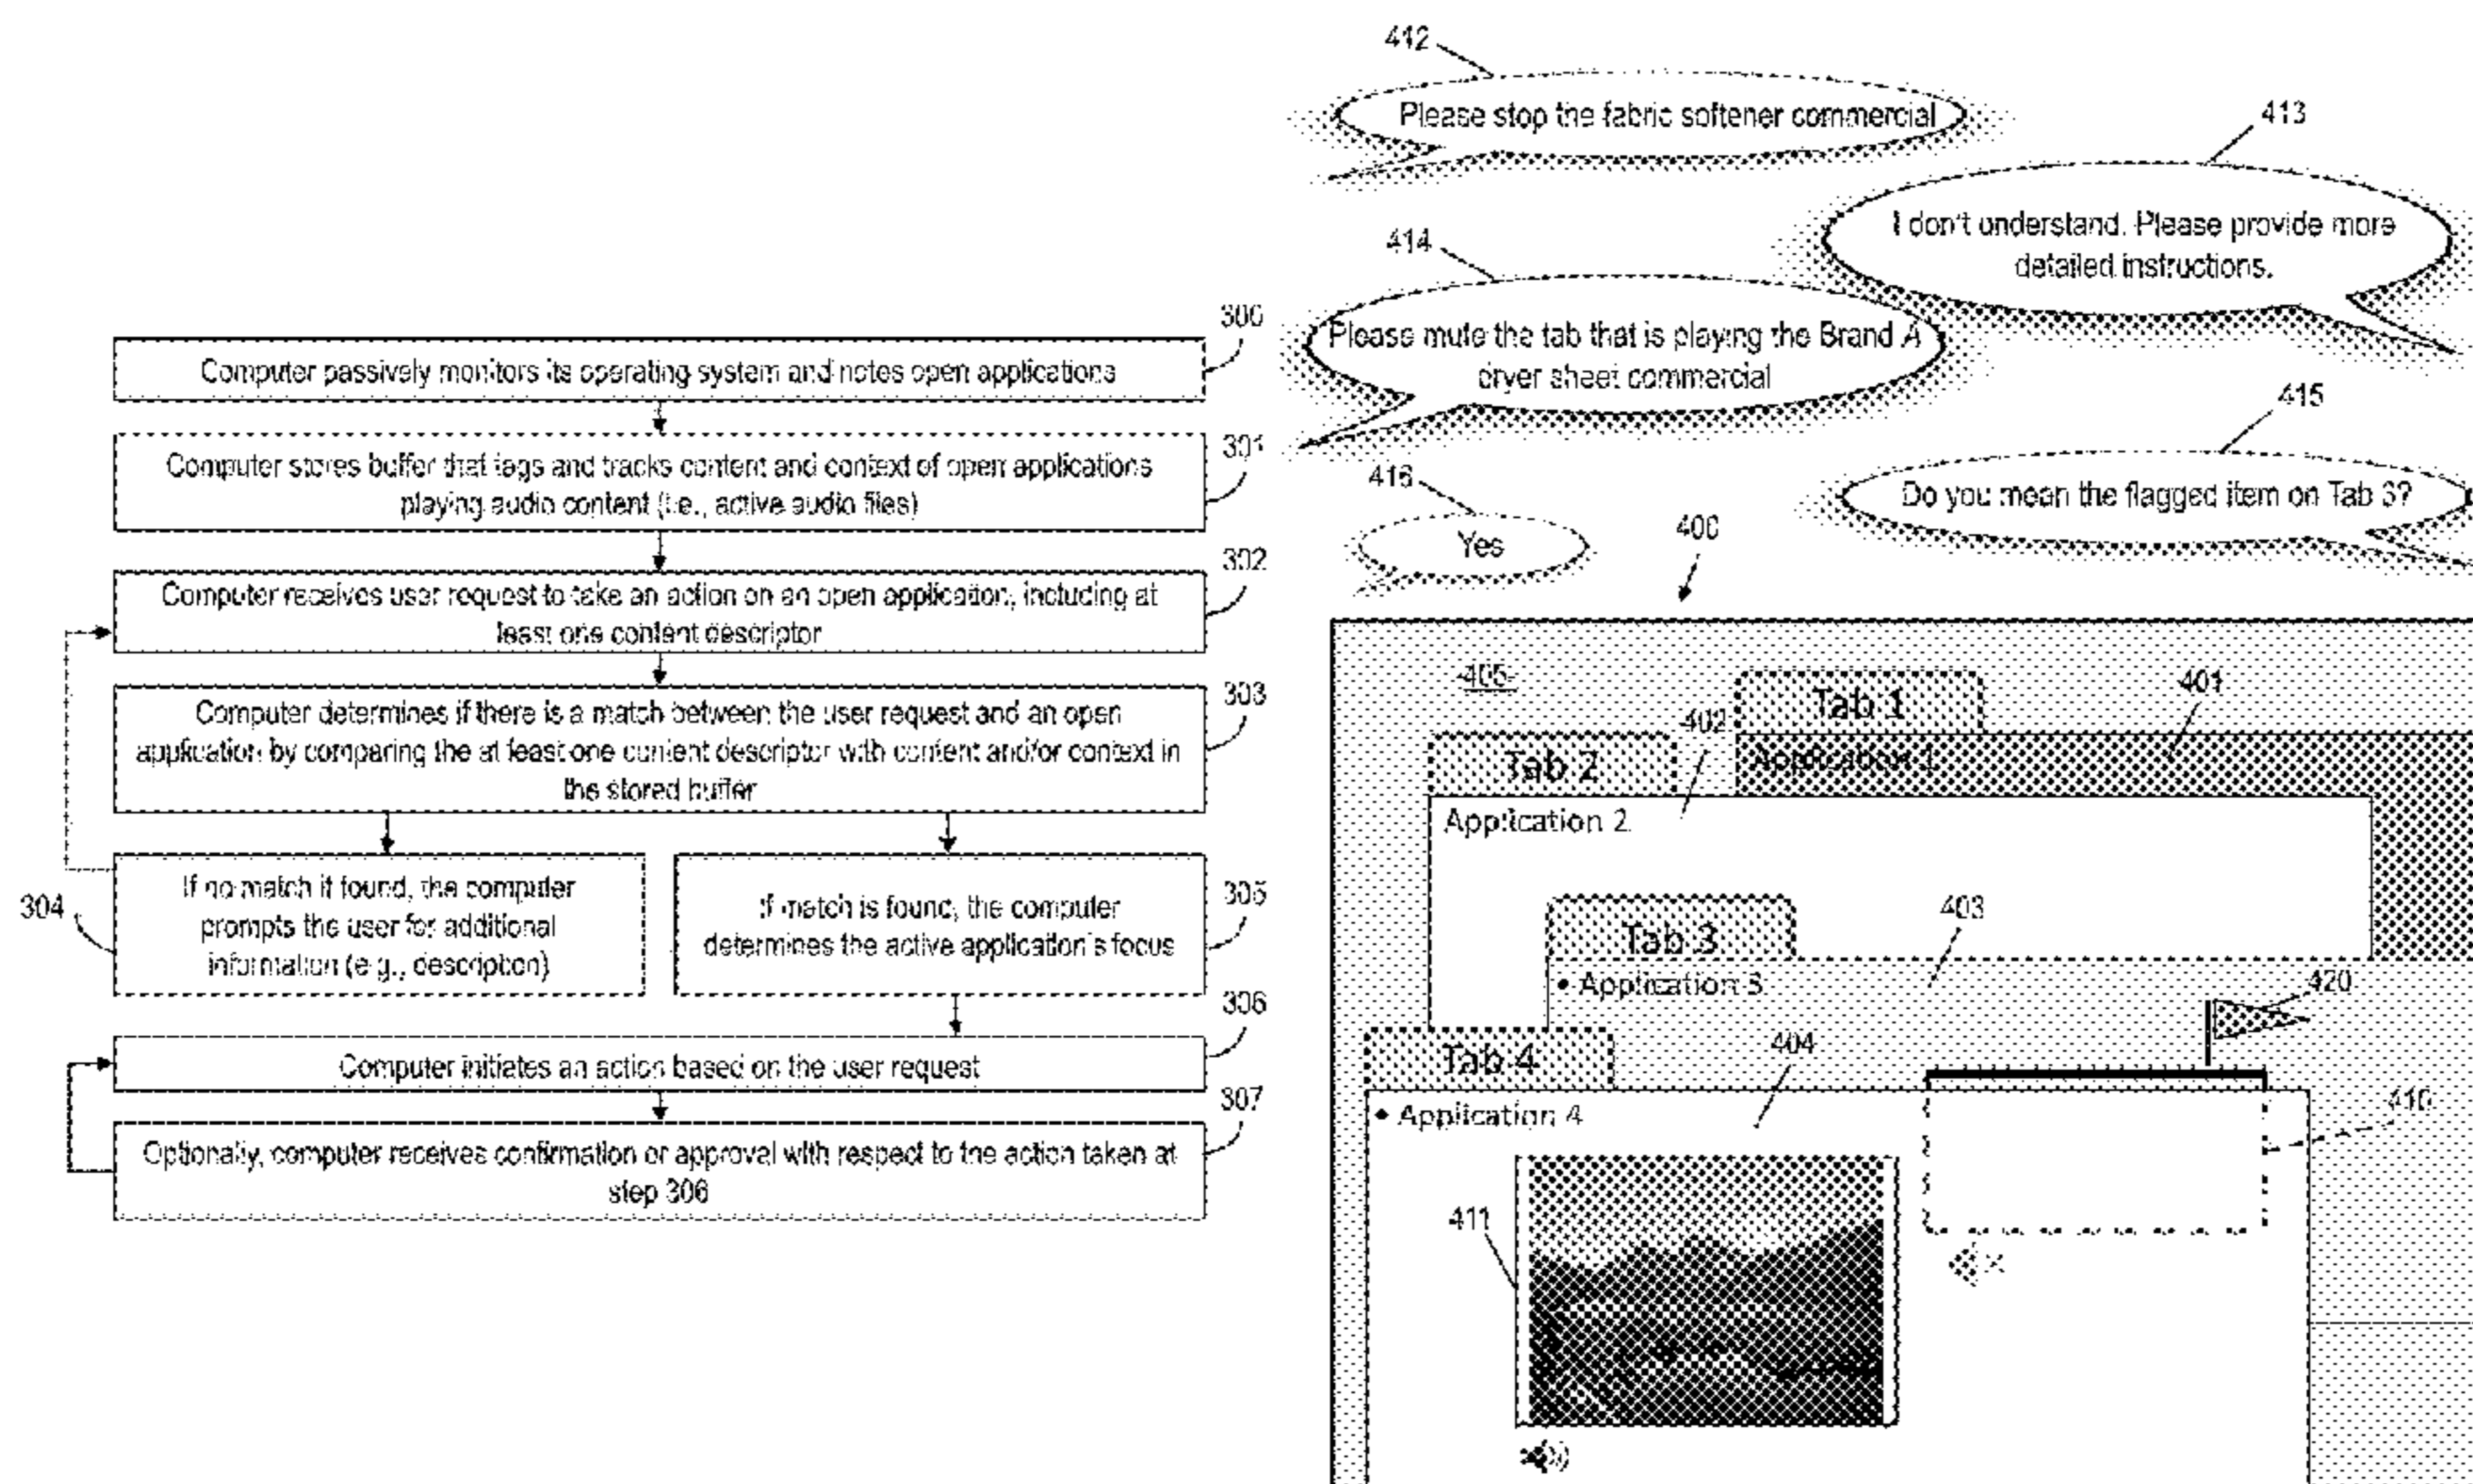 300
Computer passively monitors its operating system and notes open applications
301
Computer stores buffer that tags and tracks content and context of open applications
playing audio content (i.e., active audio files)
302
Computer receives user request to take an action on an open application, including at
least one content descriptor
303
Computer determines if there is a match between the user request and an open
application by comparing the at least one content descriptor with content and/or context in
the stored buffer
304
If no match if found, the computer
prompts the user for additional
information (e.g., description)
305
If match is found, the computer
determines the active application's focus
306
Computer initiates an action based on the user request
307
Optionally, computer receives confirmation or approval with respect to the action taken at
step 306
412
Please stop the fabric softener commercial
413
I don't understand. Please provide more
detailed instructions.
414
Please mute the tab that is playing the Brand A
dryer sheet commercial
415
Do you mean the flagged item on Tab 3?
416
Yes
400
405
Tab 1
401
Application 1
402
Tab 2
Application 2
Tab 3
403
• Application 3
420
Tab 4
404
• Application 4
410
411